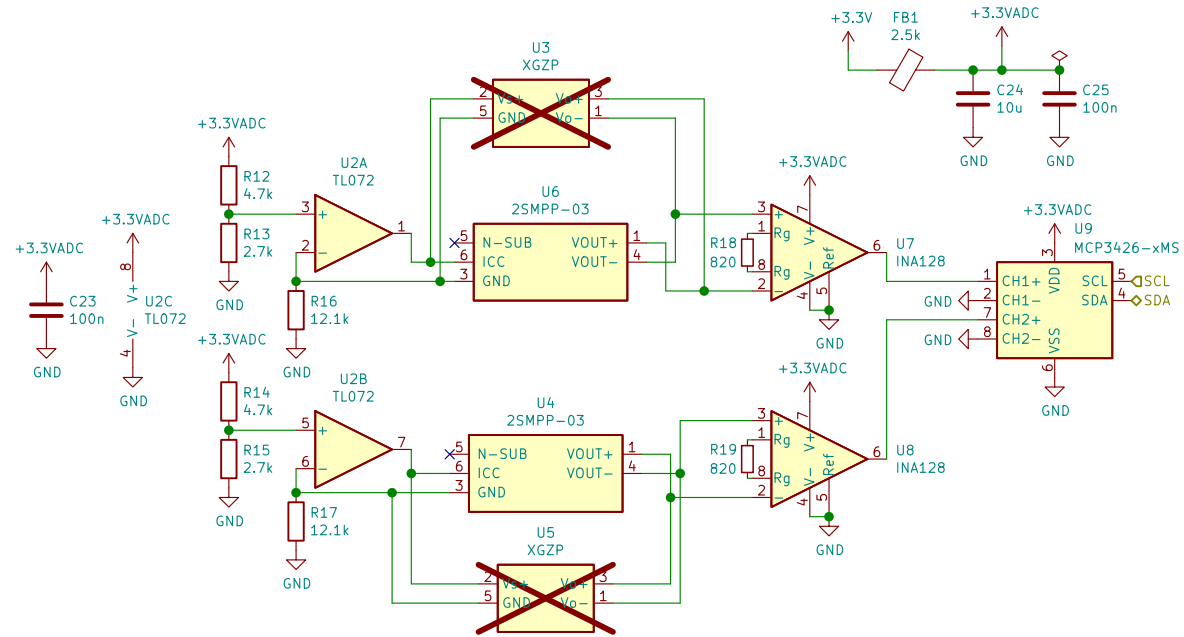 +3.3V
FB1
2.5k
+3.3VADC
C24
10u
GND
C25
100n
GND
U3
XGZP
2 Vs+ Vo+ 3
5 GND Vo- 1
+3.3VADC
R12
4.7k
R13
2.7k
GND
U2A
TL072
3 +
2 -
1
R16
12.1k
GND
U6
2SMPP-03
5 N-SUB VOUT+ 1
6 ICC VOUT- 4
3 GND
+3.3VADC
3 +
1 Rg
8 Rg
2 -
7 V+
4 V-
5 Ref
6
R18
820
U7
INA128
GND
+3.3VADC
U9
MCP3426-xMS
3 VDD
1 CH1+
2 CH1-
7 CH2+
8 CH2-
SCL 5 SCL
SDA 4 SDA
VSS 6
GND
GND
GND
+3.3VADC
C23
100n
GND
+3.3VADC
8 V+
U2C
TL072
4 V-
GND
+3.3VADC
R14
4.7k
R15
2.7k
GND
U2B
TL072
5 +
6 -
7
R17
12.1k
GND
U4
2SMPP-03
5 N-SUB VOUT+ 1
6 ICC VOUT- 4
3 GND
+3.3VADC
3 +
1 Rg
8 Rg
2 -
7 V+
4 V-
5 Ref
6
R19
820
U8
INA128
GND
U5
XGZP
2 Vs+ Vo+ 3
5 GND Vo- 1